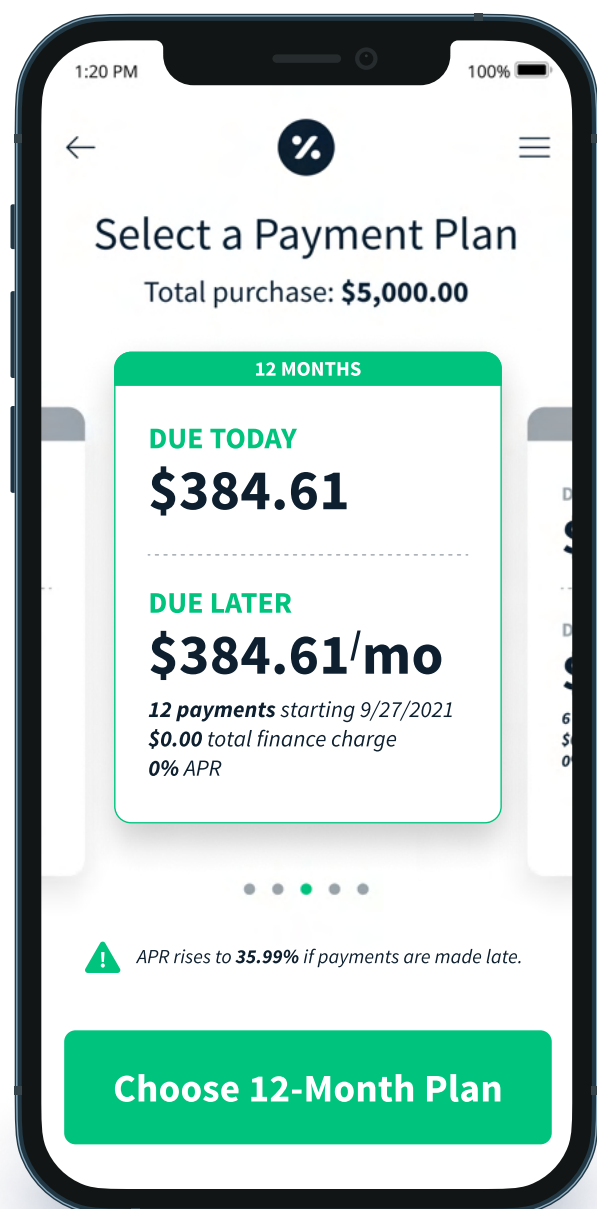 1:20 PM 100%
Select a Payment Plan
Total purchase: $5,000.00
12 MONTHS
DUE TODAY
$384.61
DUE LATER
$384.61/mo
12 payments starting 9/27/2021
$0.00 total finance charge
0% APR
APR rises to 35.99% if payments are made late.
Choose 12-Month Plan